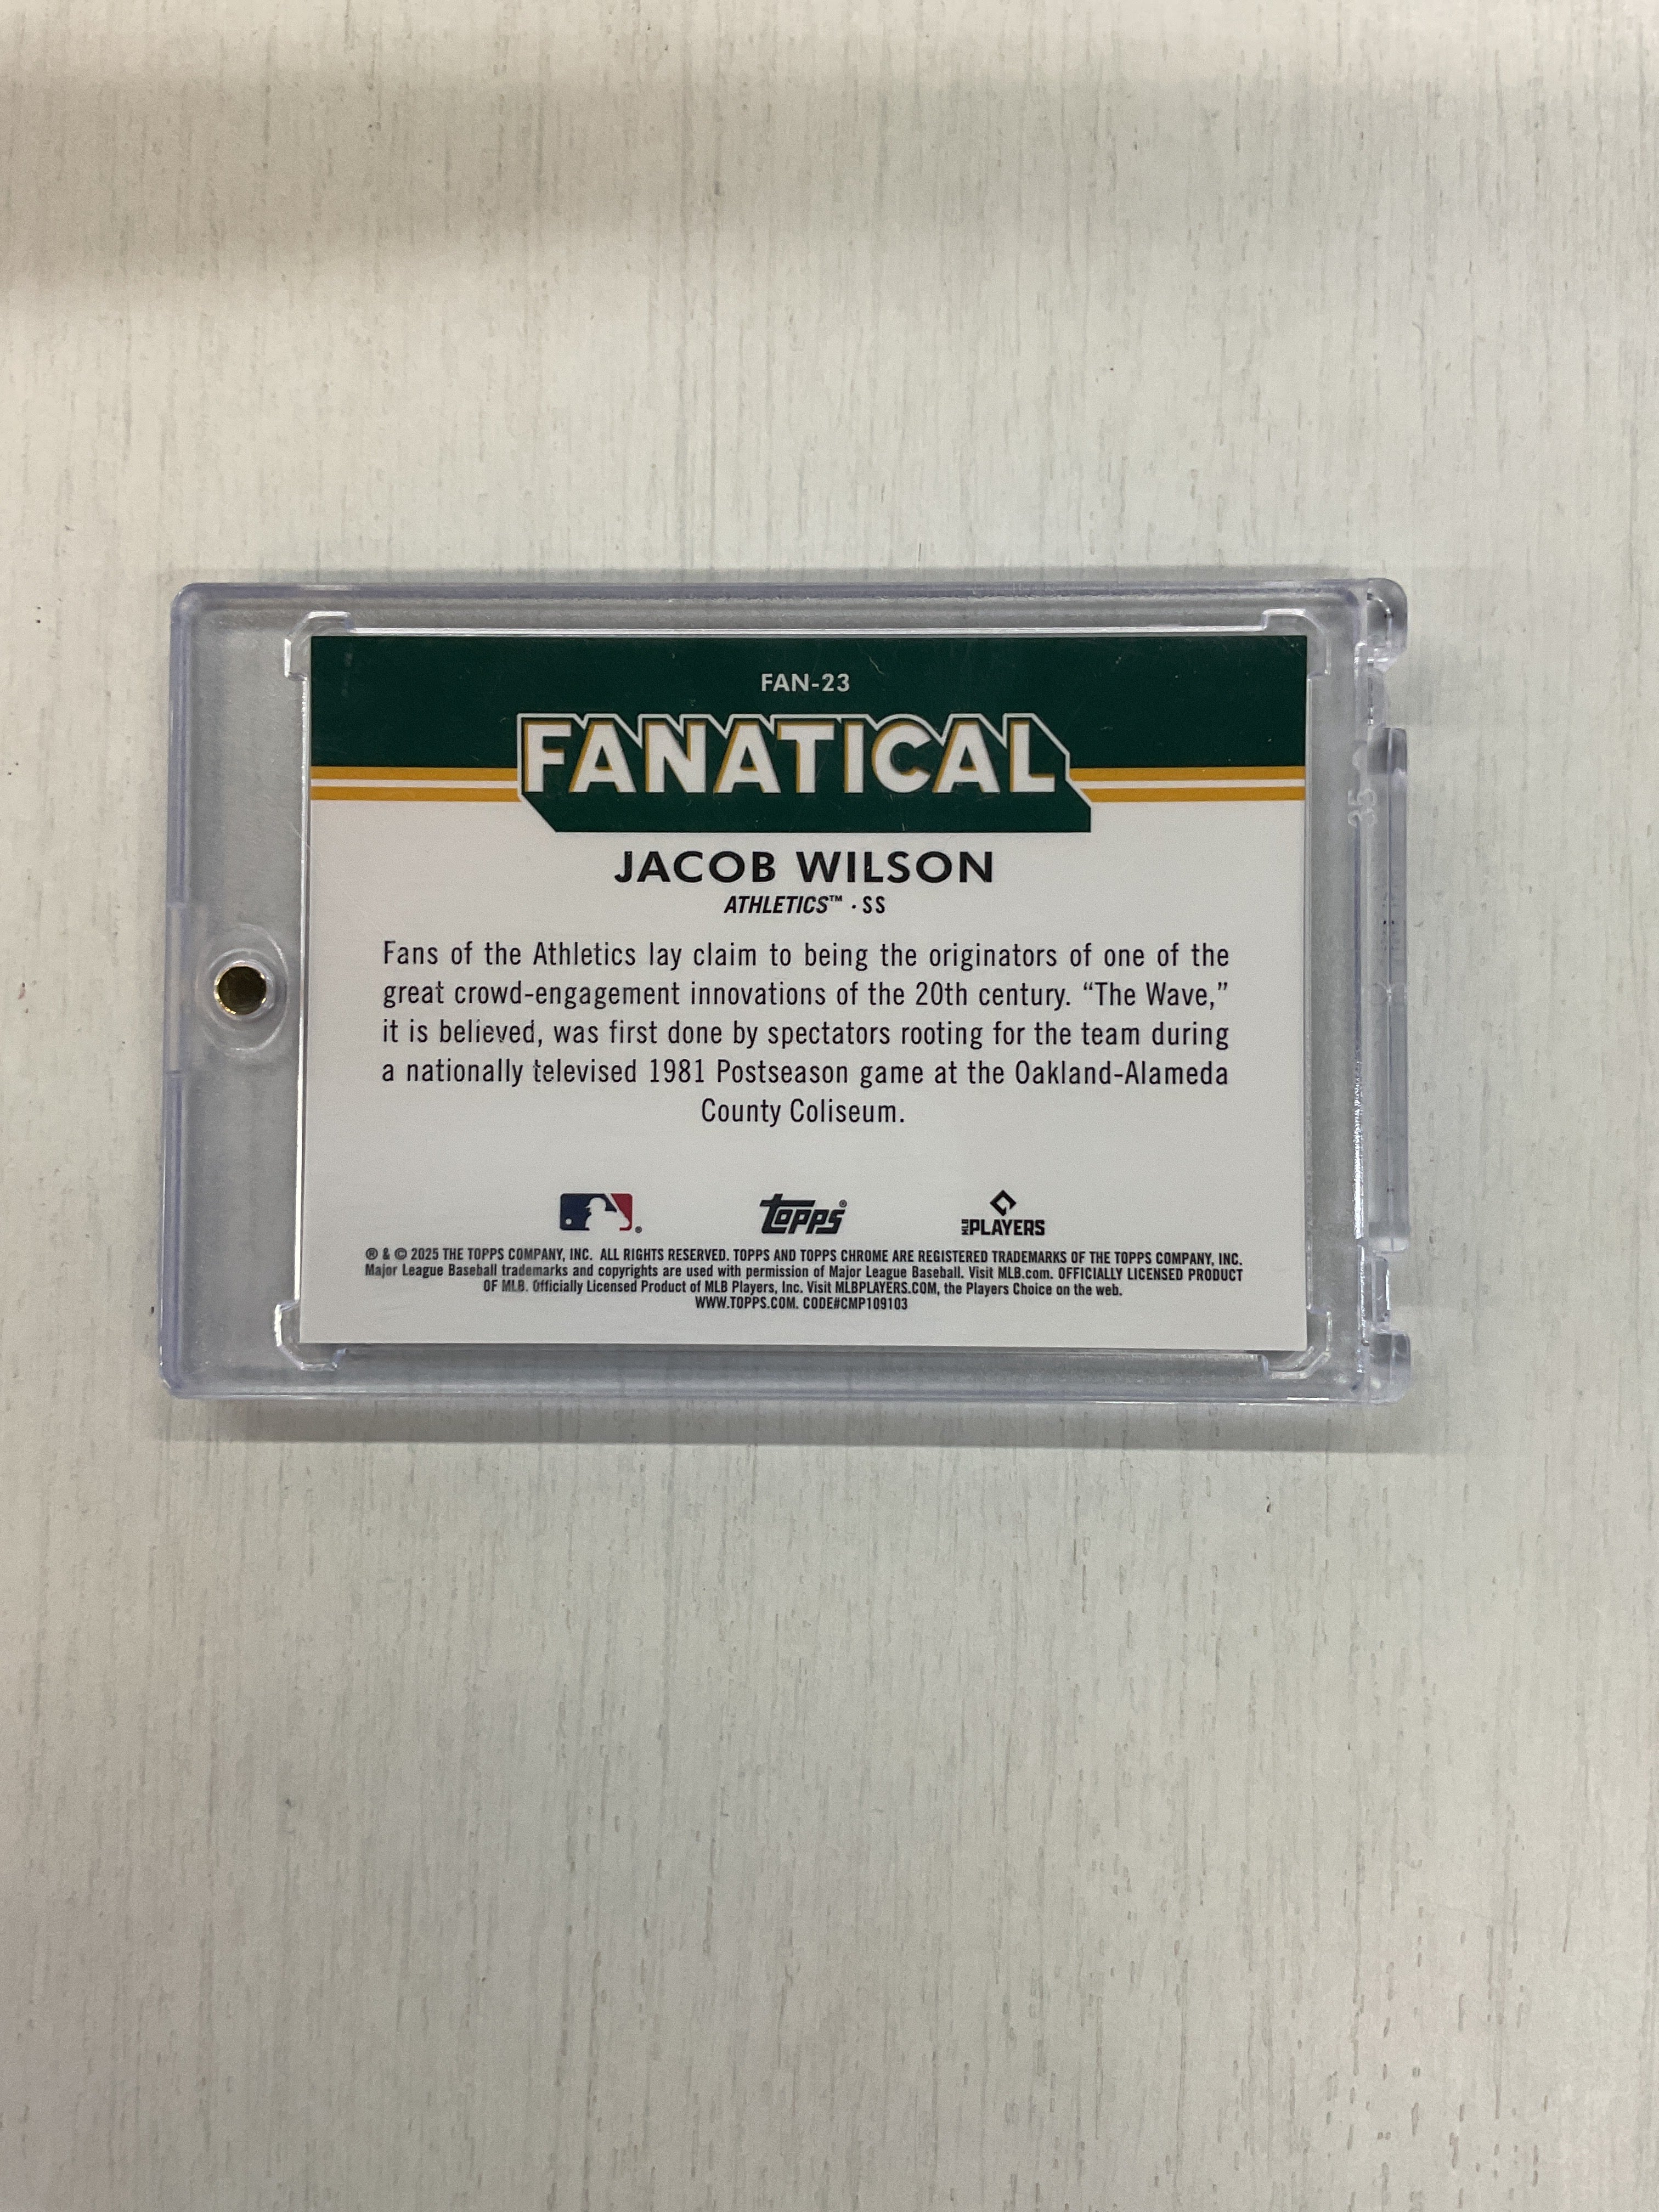 FAN-23
FANATICAL
JACOB WILSON
ATHLETICS™ · SS
Fans of the Athletics lay claim to being the originators of one of the
great crowd-engagement innovations of the 20th century. “The Wave,”
it is believed, was first done by spectators rooting for the team during
a nationally televised 1981 Postseason game at the Oakland-Alameda
County Coliseum.
topps®
MLB PLAYERS
® & © 2025 THE TOPPS COMPANY, INC. ALL RIGHTS RESERVED. TOPPS AND TOPPS CHROME ARE REGISTERED TRADEMARKS OF THE TOPPS COMPANY, INC.
Major League Baseball trademarks and copyrights are used with permission of Major League Baseball. Visit MLB.com. OFFICIALLY LICENSED PRODUCT
OF MLB. Officially Licensed Product of MLB Players, Inc. Visit MLBPLAYERS.COM, the Players Choice on the web.
WWW.TOPPS.COM. CODE#CMP109103
35